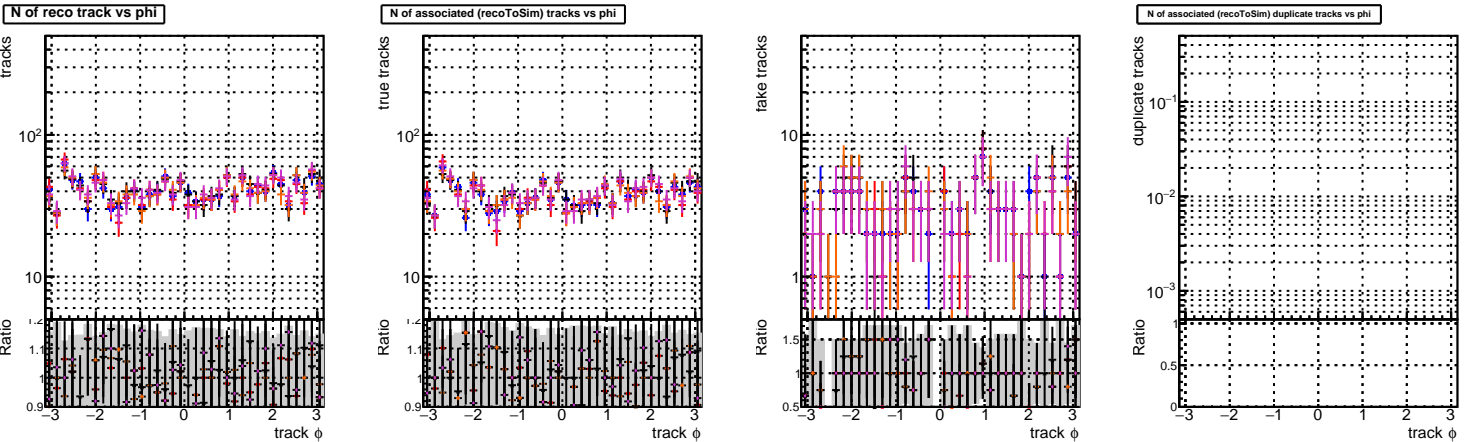 N of reco track vs phi
tracks
10²
10
Ratio
1.2
1.1
1
0.9
−3 −2 −1 0 1 2 3
track ϕ
N of associated (recoToSim) tracks vs phi
true tracks
10²
10
Ratio
1.2
1.1
1
0.9
−3 −2 −1 0 1 2 3
track ϕ
fake tracks
10
1
Ratio
1.5
1
0.5
−3 −2 −1 0 1 2 3
track ϕ
N of associated (recoToSim) duplicate tracks vs phi
duplicate tracks
10⁻¹
10⁻²
10⁻³
Ratio
1
0.5
0
−3 −2 −1 0 1 2 3
track ϕ